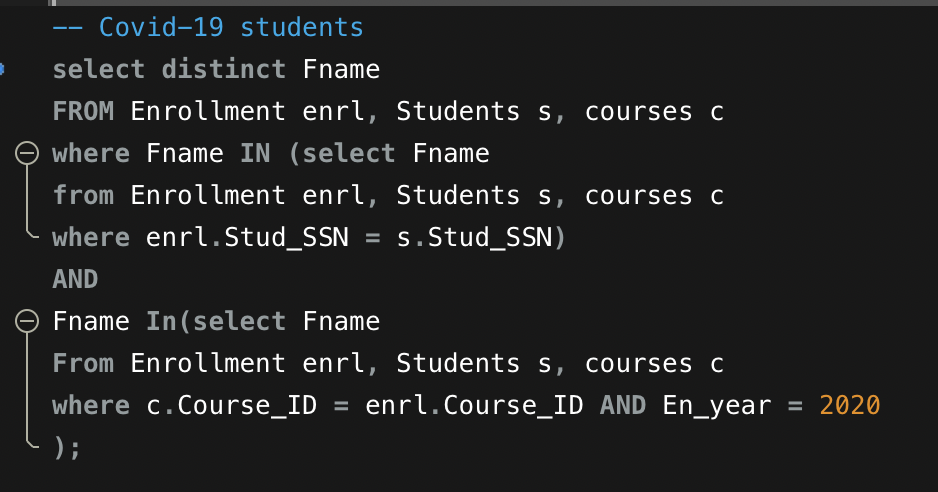 -- Covid-19 students
select distinct Fname
FROM Enrollment enrl, Students s, courses c
where Fname IN (select Fname
from Enrollment enrl, Students s, courses c
where enrl.Stud_SSN = s.Stud_SSN)
AND
Fname In(select Fname
From Enrollment enrl, Students s, courses c
where c.Course_ID = enrl.Course_ID AND En_year = 2020
);